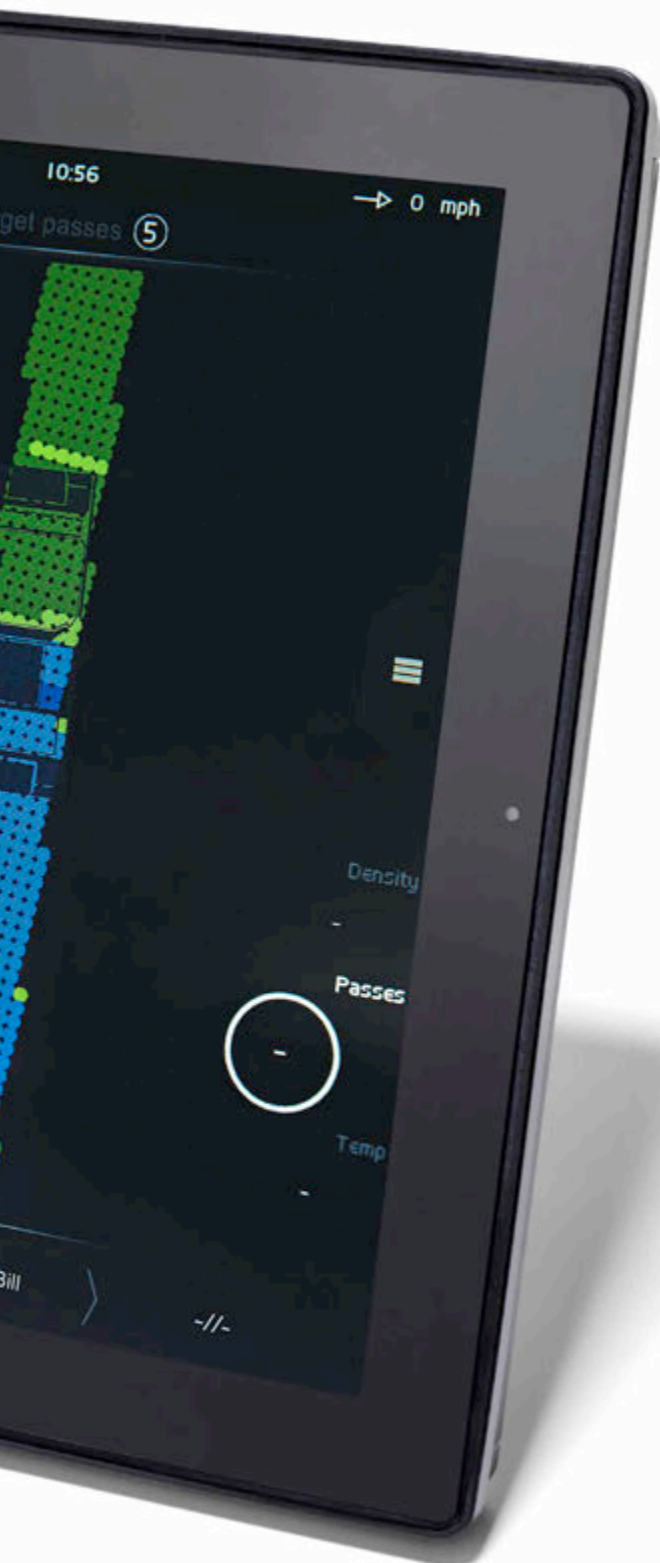 10:56
0 mph
get passes 5
Density
-
Passes
-
Temp
-
Bill
-//-